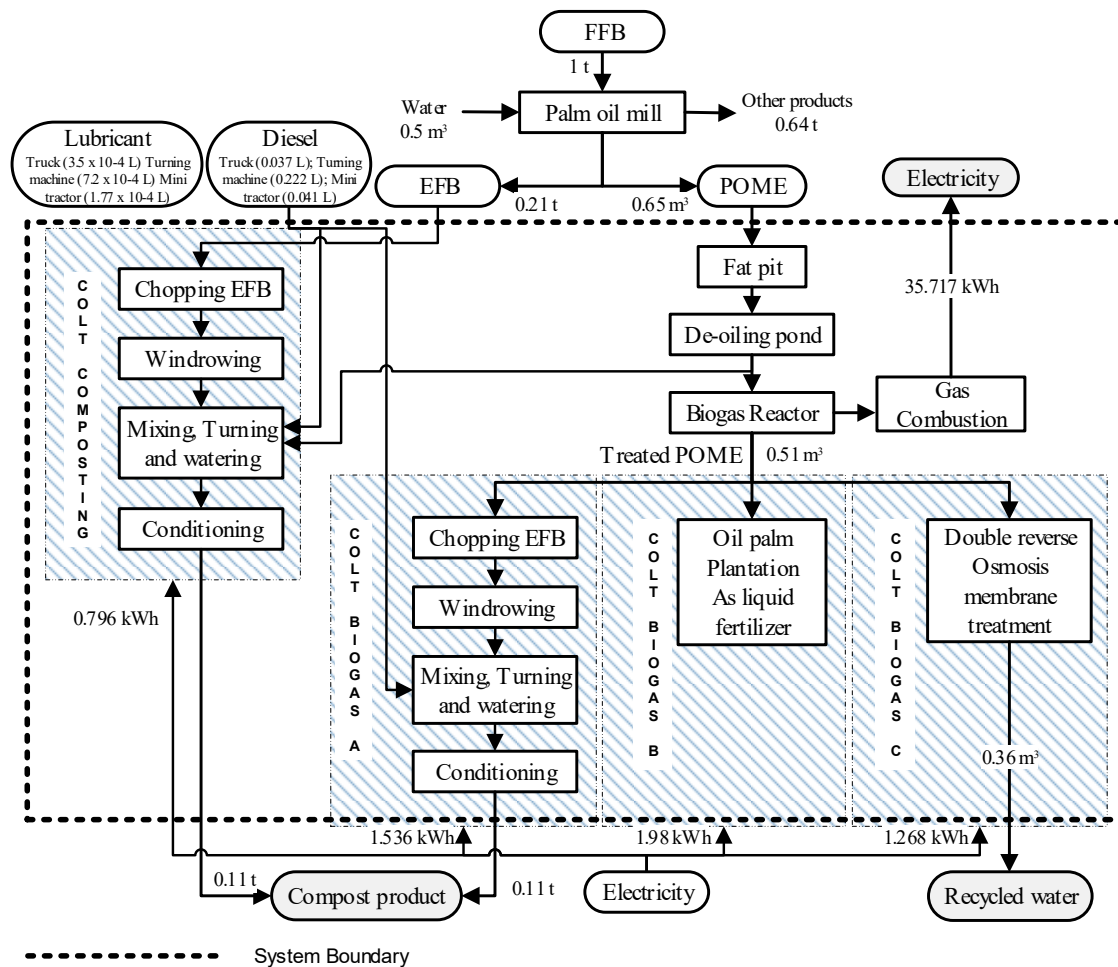 FFB
1 t
Water
0.5 m³
Palm oil mill
Other products
0.64 t
Lubricant
Truck (3.5 x 10-4 L) Turning
machine (7.2 x 10-4 L) Mini
tractor (1.77 x 10-4 L)
Diesel
Truck (0.037 L); Turning
machine (0.222 L); Mini
tractor (0.041 L)
EFB
0.21 t
0.65 m³
POME
Electricity
COLT COMPOSTING
Chopping EFB
Windrowing
Mixing, Turning
and watering
Conditioning
Fat pit
De-oiling pond
Biogas Reactor
35.717 kWh
Gas
Combustion
Treated POME
0.51 m³
COLT BIOGAS A
Chopping EFB
Windrowing
Mixing, Turning
and watering
Conditioning
COLT BIOGAS B
Oil palm
Plantation
As liquid
fertilizer
COLT BIOGAS C
Double reverse
Osmosis
membrane
treatment
0.36 m³
0.796 kWh
1.536 kWh
1.98 kWh
1.268 kWh
0.11 t
Compost product
0.11 t
Electricity
Recycled water
System Boundary